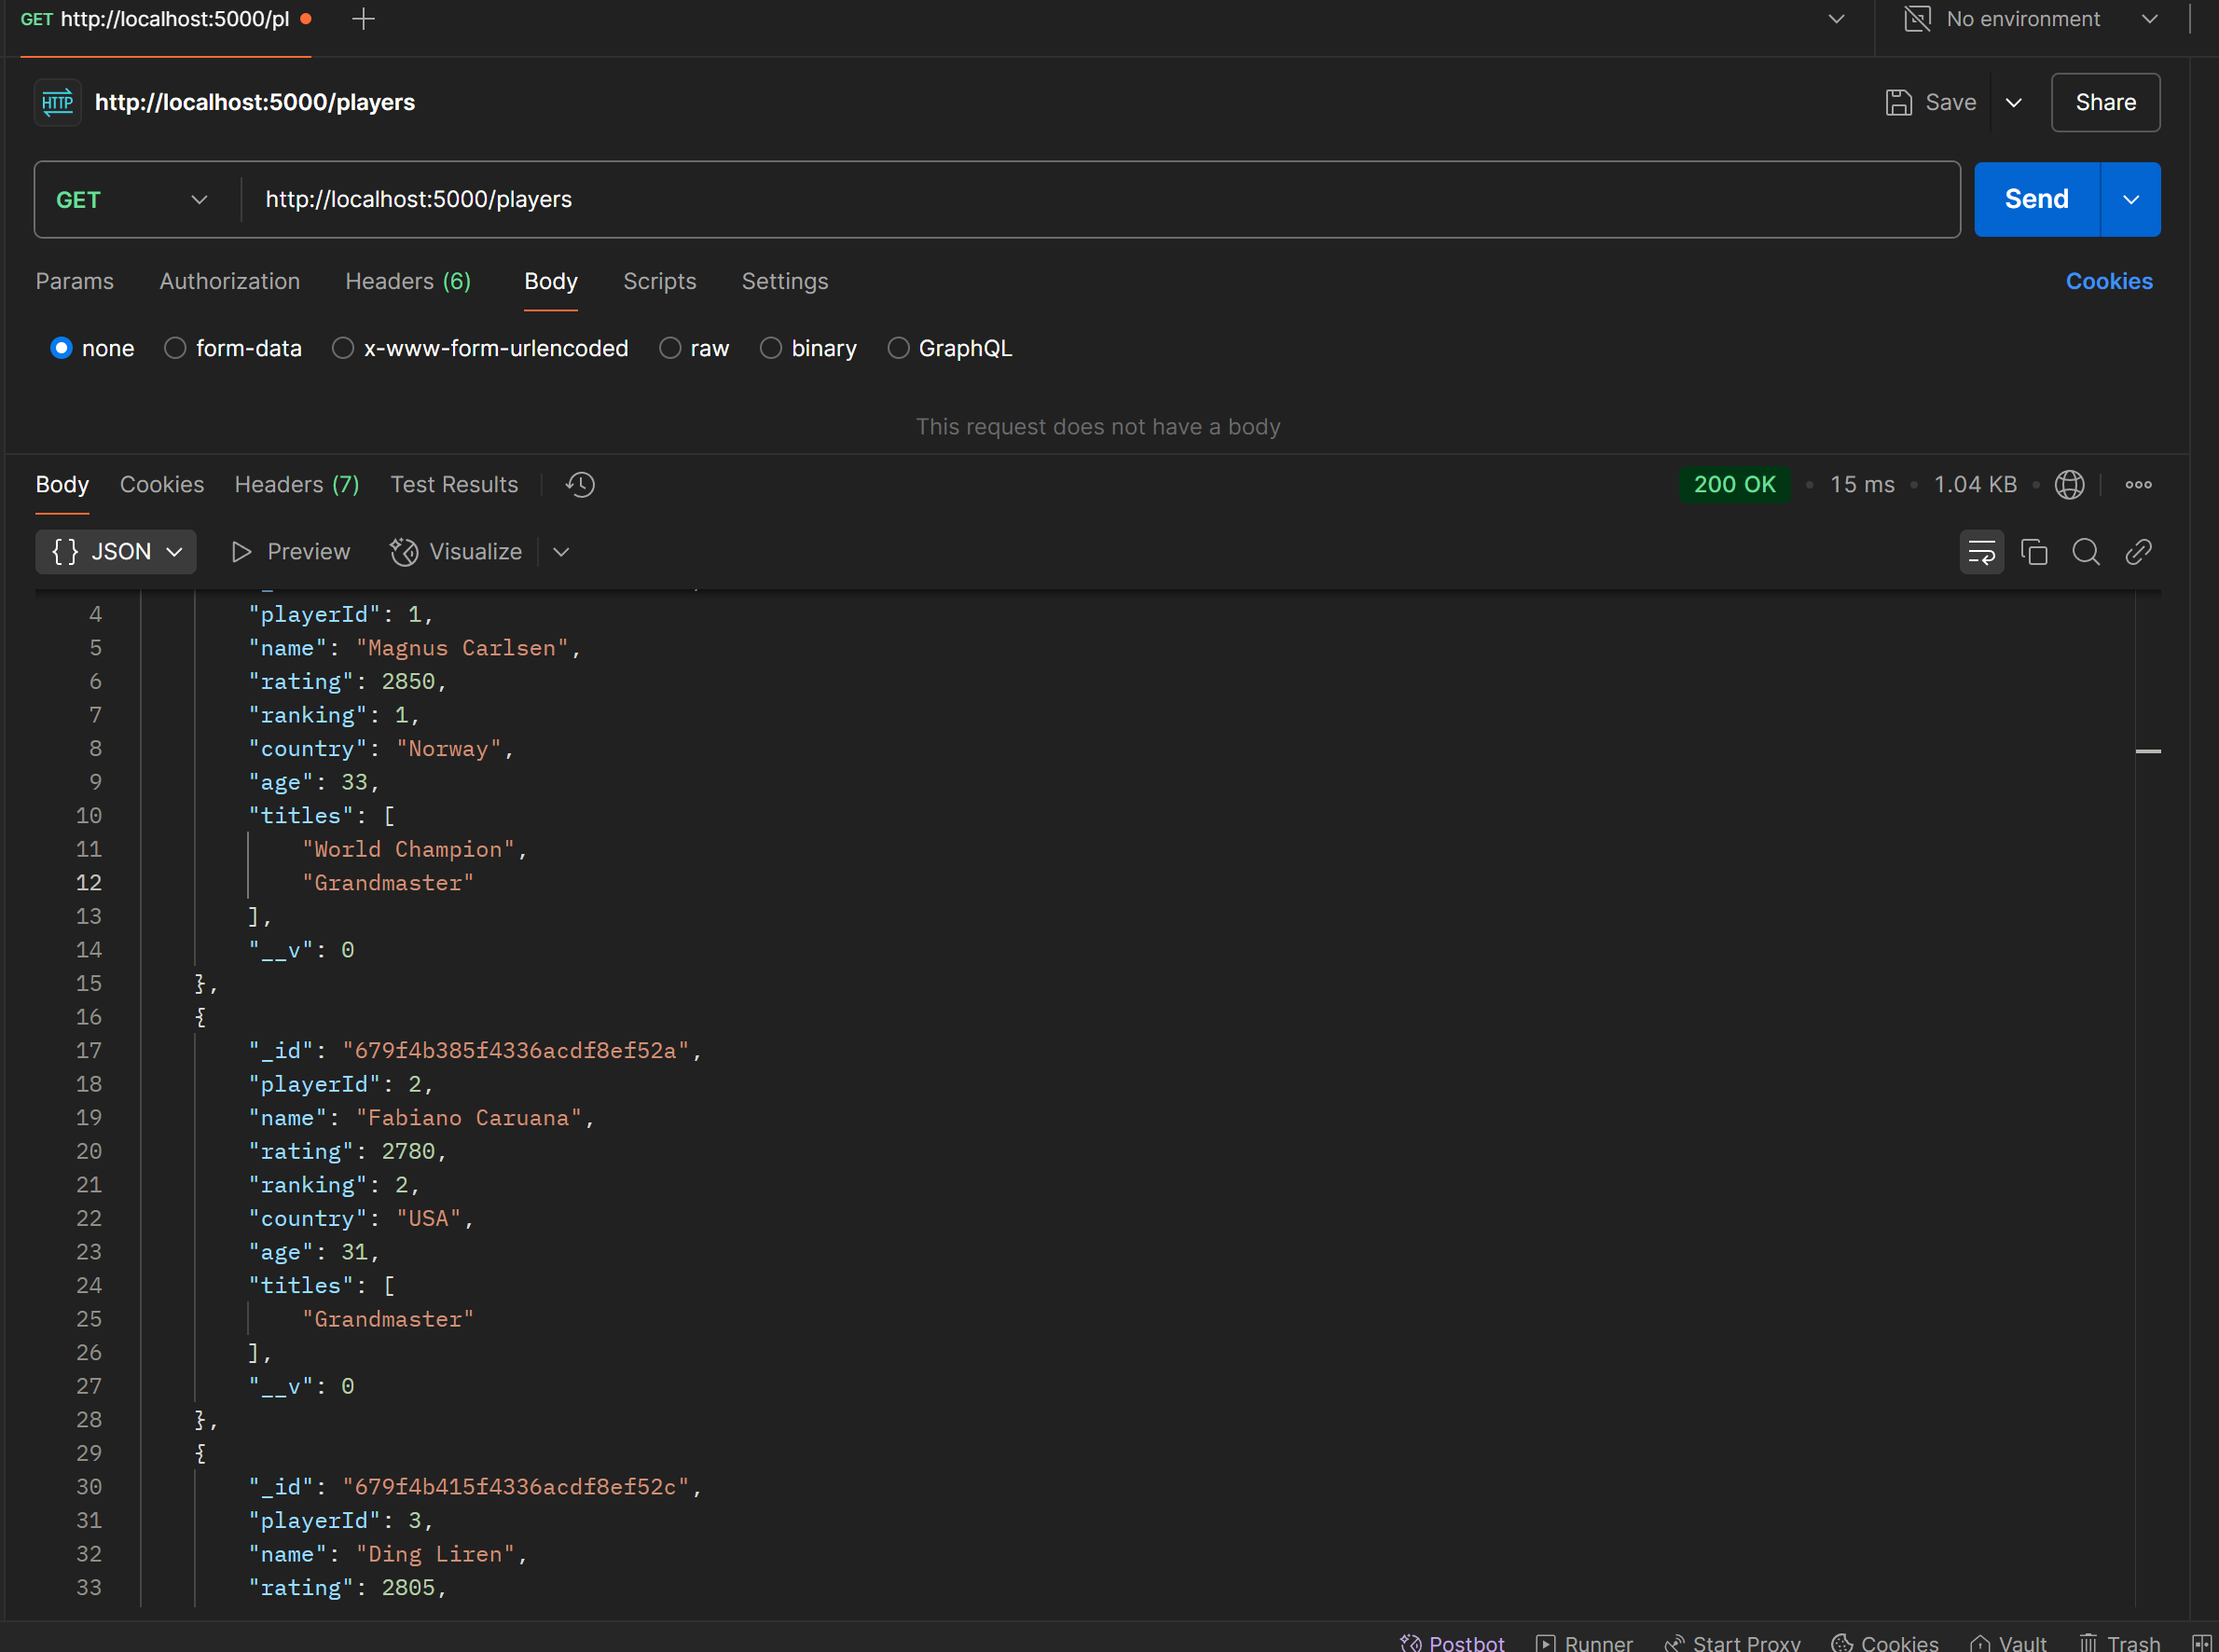 GET http://localhost:5000/pl
No environment
HTTP http://localhost:5000/players
Save
Share
GET
http://localhost:5000/players
Send
Params Authorization Headers (6) Body Scripts Settings
Cookies
none form-data x-www-form-urlencoded raw binary GraphQL
This request does not have a body
Body Cookies Headers (7) Test Results
200 OK • 15 ms • 1.04 KB •
{ } JSON Preview Visualize
4 "playerId": 1,
5 "name": "Magnus Carlsen",
6 "rating": 2850,
7 "ranking": 1,
8 "country": "Norway",
9 "age": 33,
10 "titles": [
11 "World Champion",
12 "Grandmaster"
13 ],
14 "__v": 0
15 },
16 {
17 "_id": "679f4b385f4336acdf8ef52a",
18 "playerId": 2,
19 "name": "Fabiano Caruana",
20 "rating": 2780,
21 "ranking": 2,
22 "country": "USA",
23 "age": 31,
24 "titles": [
25 "Grandmaster"
26 ],
27 "__v": 0
28 },
29 {
30 "_id": "679f4b415f4336acdf8ef52c",
31 "playerId": 3,
32 "name": "Ding Liren",
33 "rating": 2805,
Postbot Runner Start Proxy Cookies Vault Trash